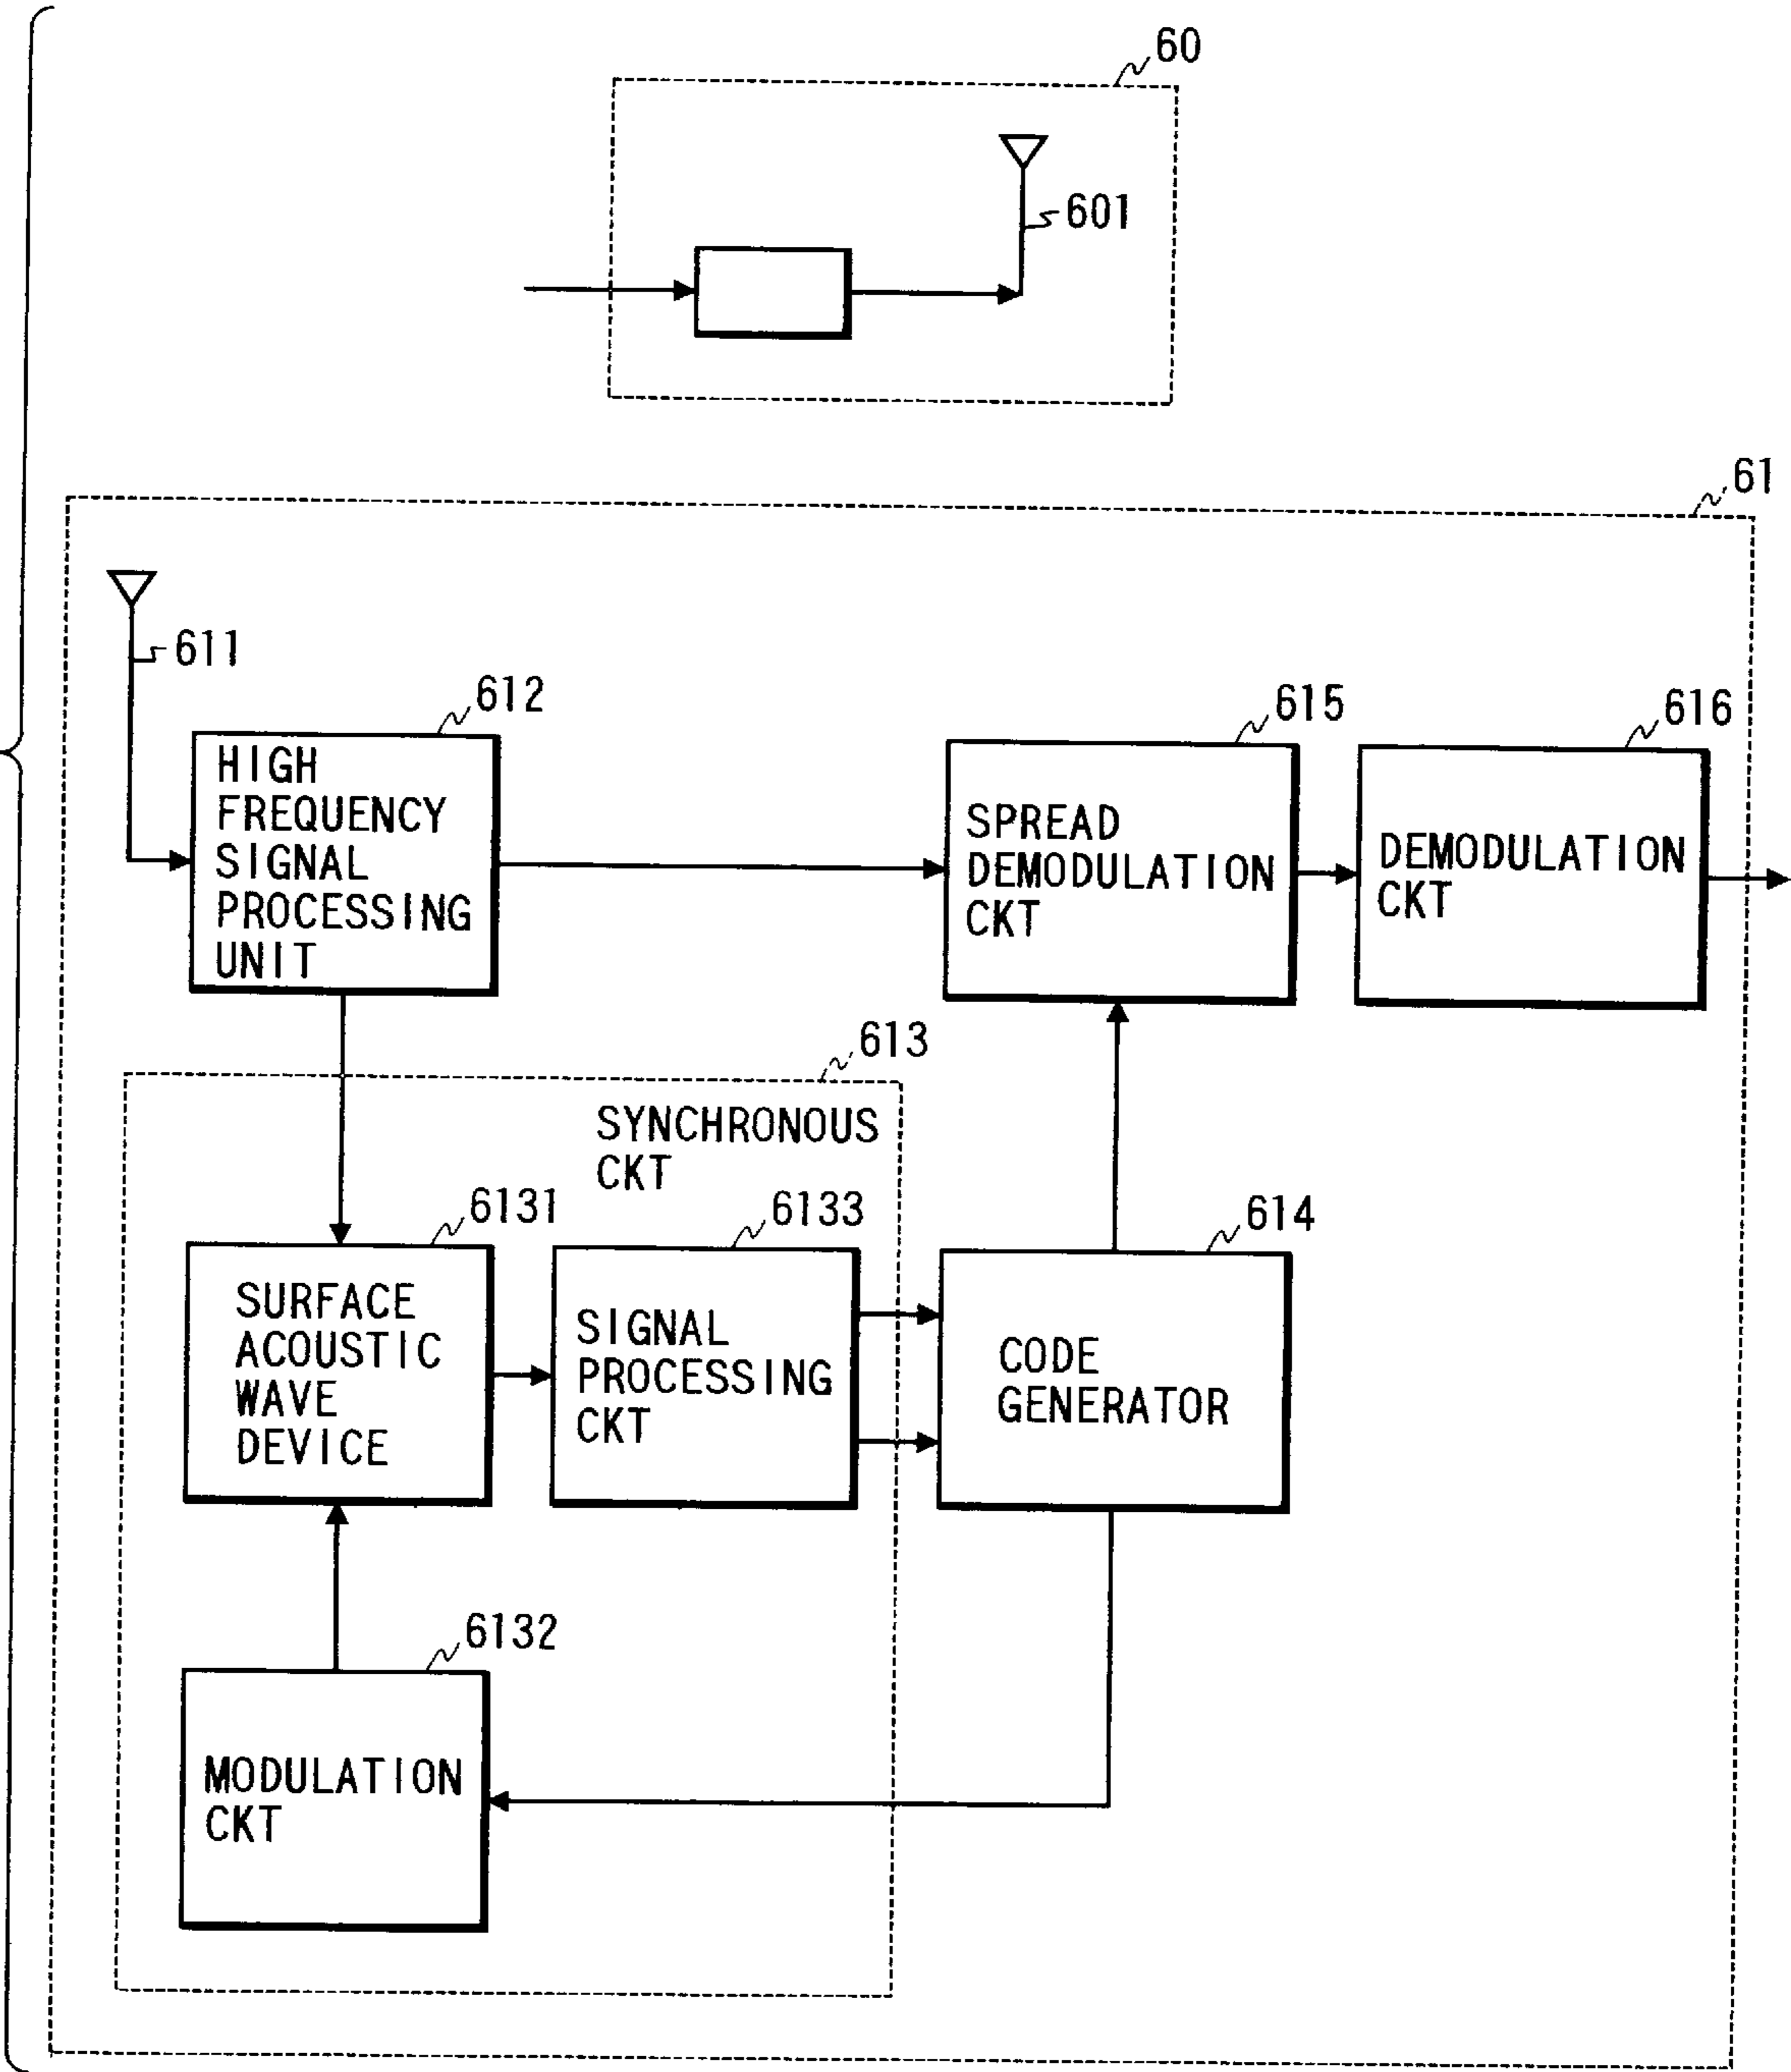 60
601
61
611
612
HIGH
FREQUENCY
SIGNAL
PROCESSING
UNIT
615
SPREAD
DEMODULATION
CKT
616
DEMODULATION
CKT
613
SYNCHRONOUS
CKT
6131
SURFACE
ACOUSTIC
WAVE
DEVICE
6133
SIGNAL
PROCESSING
CKT
614
CODE
GENERATOR
6132
MODULATION
CKT